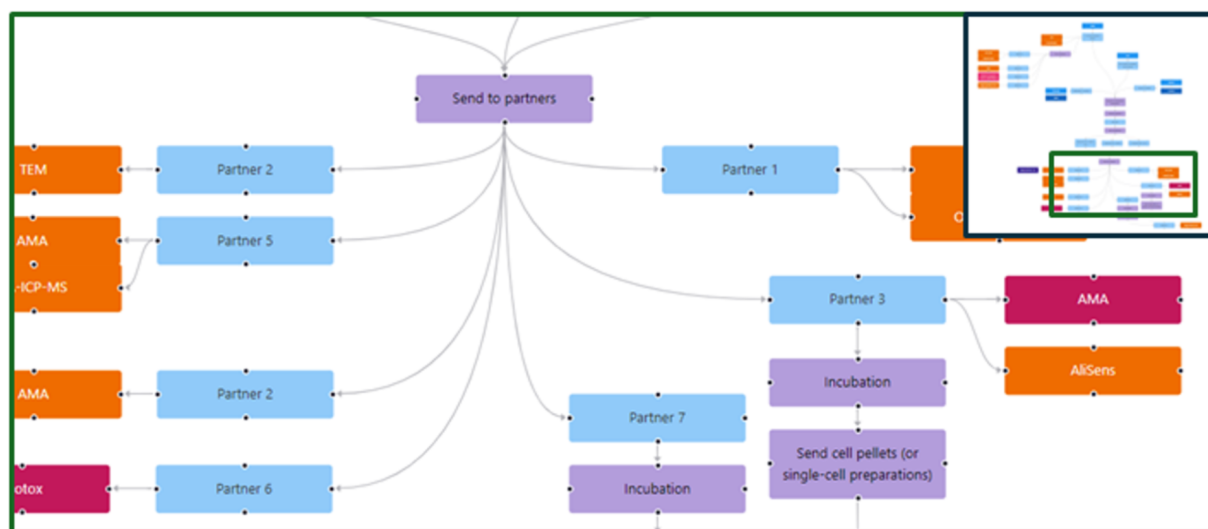 Send to partners
TEM
Partner 2
Partner 1
AMA
Partner 5
O
-ICP-MS
Partner 3
AMA
AliSens
AMA
Partner 2
Incubation
Partner 7
Send cell pellets (or
single-cell preparations)
otox
Partner 6
Incubation